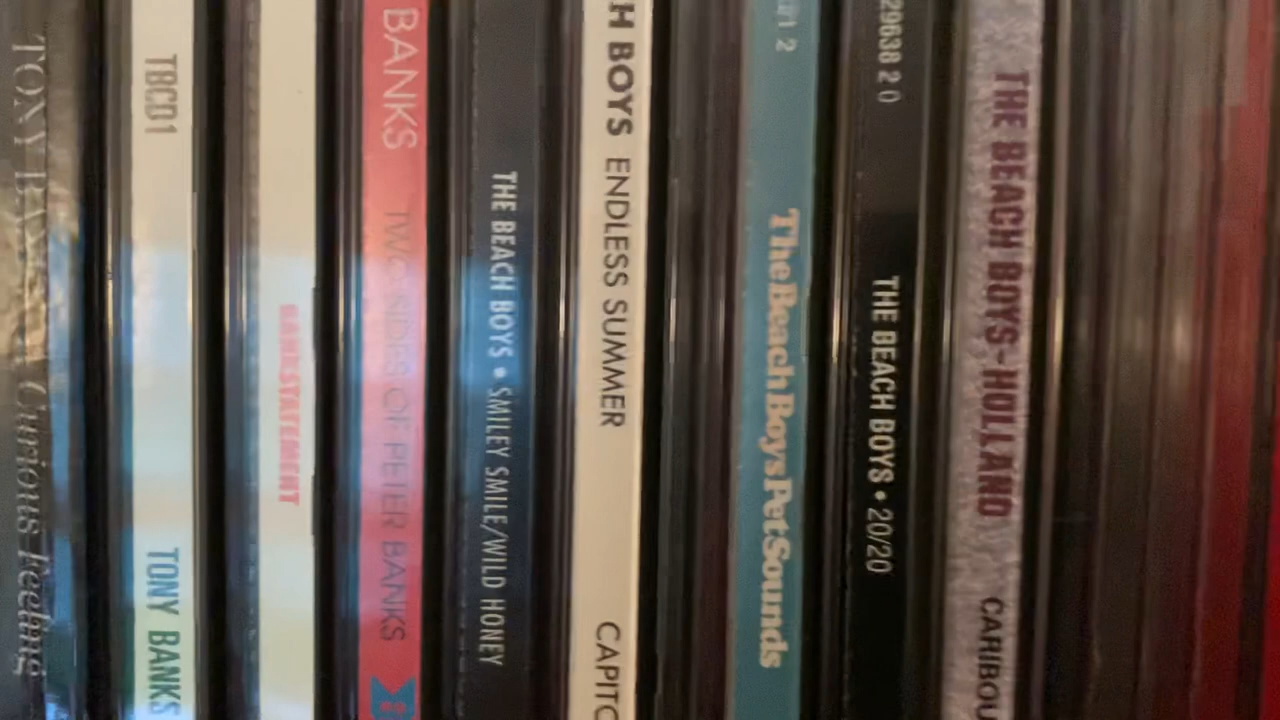 TONY BANKS A Curious Feeling
TBCD1 TONY BANKS
BANKSTATEMENT
BANKS TWO SIDES OF PETER BANKS
THE BEACH BOYS • SMILEY SMILE/WILD HONEY
H BOYS ENDLESS SUMMER CAPITO
2 The Beach Boys Pet Sounds
29638 2 0 THE BEACH BOYS • 20/20
THE BEACH BOYS-HOLLAND CARIBOU